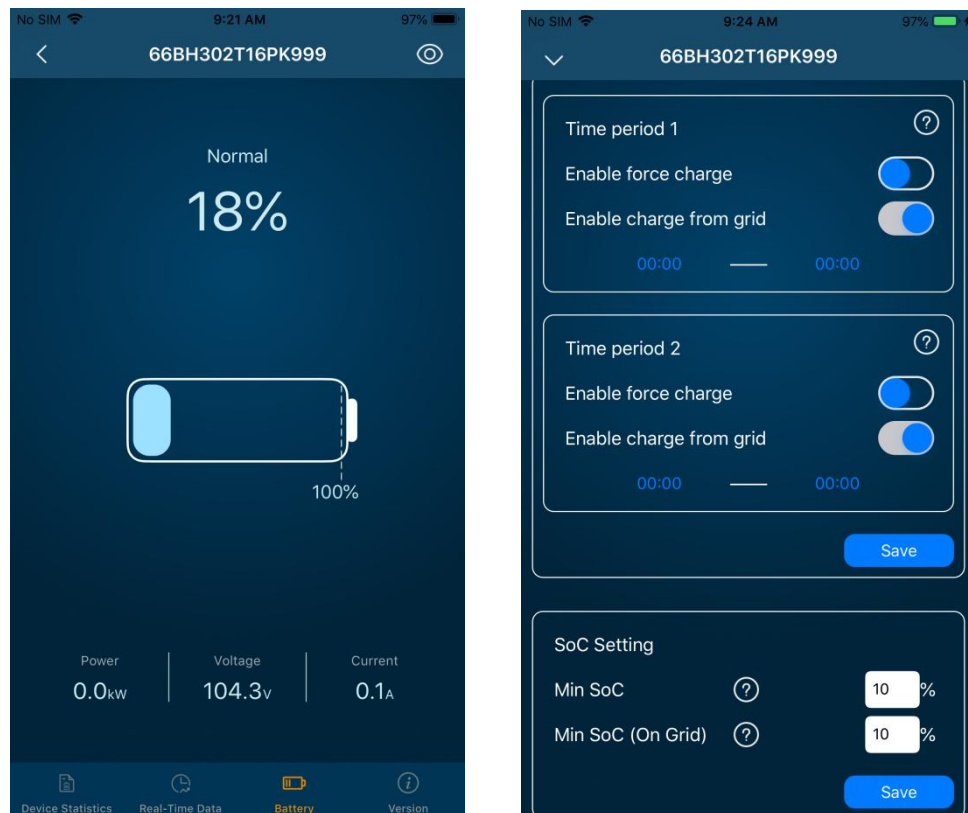 No SIM 9:21 AM 97%
66BH302T16PK999
Normal
18%
100%
Power Voltage Current
0.0kW 104.3V 0.1A
Device Statistics Real-Time Data Battery Version
No SIM 9:24 AM 97%
66BH302T16PK999
Time period 1 ?
Enable force charge
Enable charge from grid
00:00 — 00:00
Time period 2 ?
Enable force charge
Enable charge from grid
00:00 — 00:00
Save
SoC Setting
Min SoC ? 10 %
Min SoC (On Grid) ? 10 %
Save